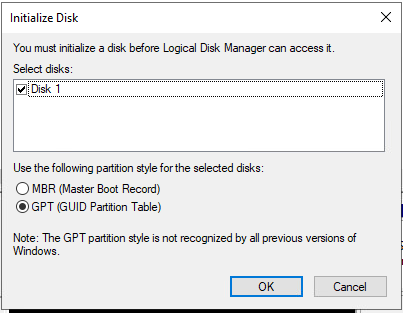 Initialize Disk
You must initialize a disk before Logical Disk Manager can access it.
Select disks:
Disk 1
Use the following partition style for the selected disks:
MBR (Master Boot Record)
GPT (GUID Partition Table)
Note: The GPT partition style is not recognized by all previous versions of
Windows.
OK
Cancel